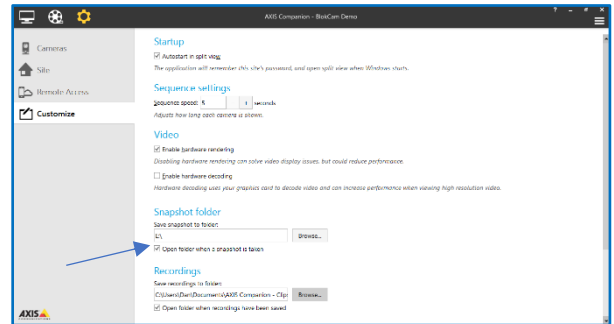 AXIS Companion - BlokCam Demo
? - ▫ ×
Cameras
Site
Remote Access
Customize
Startup
Autostart in split view
The application will remember this site's password, and open split view when Windows starts.
Sequence settings
Sequence speed: 5 seconds
Adjusts how long each camera is shown.
Video
Enable hardware rendering
Disabling hardware rendering can solve video display issues, but could reduce performance.
Enable hardware decoding
Hardware decoding uses your graphics card to decode video and can increase performance when viewing high resolution video.
Snapshot folder
Save snapshot to folder:
Browse...
Open folder when a snapshot is taken
Recordings
Save recordings to folder:
C:\Users\Dan\Documents\AXIS Companion - Clip: Browse...
Open folder when recordings have been saved
AXIS